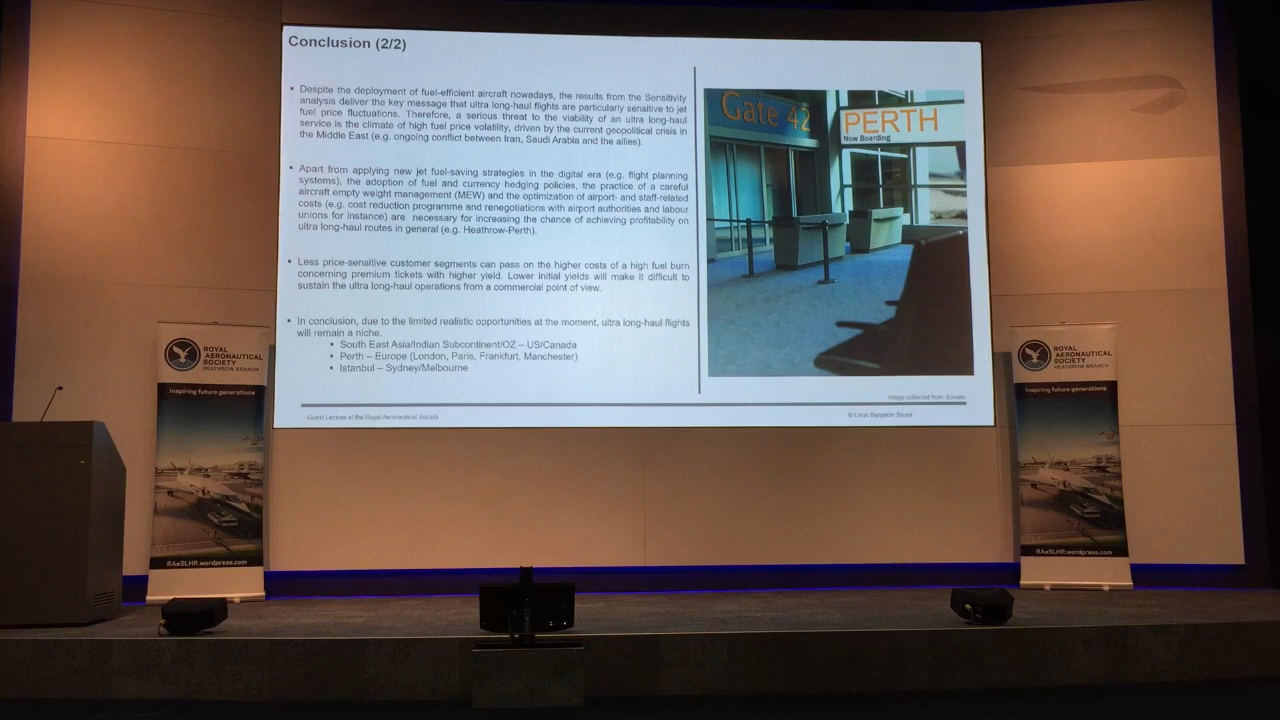 Conclusion (2/2)
Despite the deployment of fuel-efficient aircraft nowadays, the results from the Sensitivity
analysis deliver the key message that ultra long-haul flights are particularly sensitive to jet
fuel price fluctuations. Therefore, a serious threat to the viability of an ultra long-haul
service is the climate of high fuel price volatility, driven by the current geopolitical crisis in
the Middle East (e.g. ongoing conflict between Iran, Saudi Arabia and the allies).
Apart from applying new jet fuel-saving strategies in the digital era (e.g. flight planning
systems), the adoption of fuel and currency hedging policies, the practice of a careful
aircraft empty weight management (MEW) and the optimization of airport- and staff-related
costs (e.g. cost reduction programme and renegotiations with airport authorities and labour
unions for instance) are necessary for increasing the chance of achieving profitability on
ultra long-haul routes in general (e.g. Heathrow-Perth).
Less price-sensitive customer segments can pass on the higher costs of a high fuel burn
concerning premium tickets with higher yield. Lower initial yields will make it difficult to
sustain the ultra long-haul operations from a commercial point of view.
In conclusion, due to the limited realistic opportunities at the moment, ultra long-haul flights
will remain a niche.
South East Asia/Indian Subcontinent/OZ – US/Canada
Perth – Europe (London, Paris, Frankfurt, Manchester)
Istanbul – Sydney/Melbourne
Gate 42
PERTH
Now Boarding
Image collected from:
Guest Lecture at the Royal Aeronautical Society
© Linus Benjamin Bauer
ROYAL
AERONAUTICAL
SOCIETY
HEATHROW BRANCH
Inspiring future generations
RAeSLHR.wordpress.com
ROYAL
AERONAUTICAL
SOCIETY
HEATHROW BRANCH
Inspiring future generations
RAeSLHR.wordpress.com